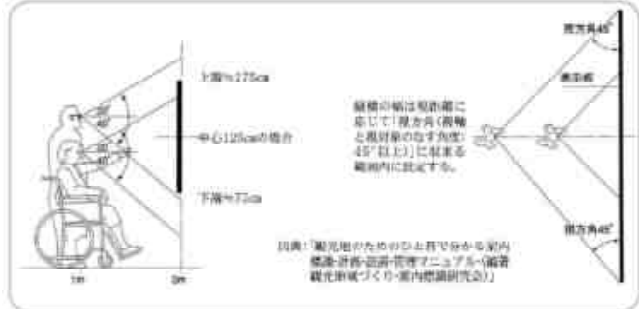 上端≒175cm
中心125cmの場合
下端≒75cm
1m
0m
視方角45°
表示部
縦横の幅は視距離に
応じて「視方角(視軸
と視対象のなす角度:
45°以上)」に収まる
範囲内に設定する。
視方角45°
出典:「観光地のためのひと目で分かる案内
標識・計画・設計・管理マニュアル(編著
観光地域づくり・案内標識研究会)」